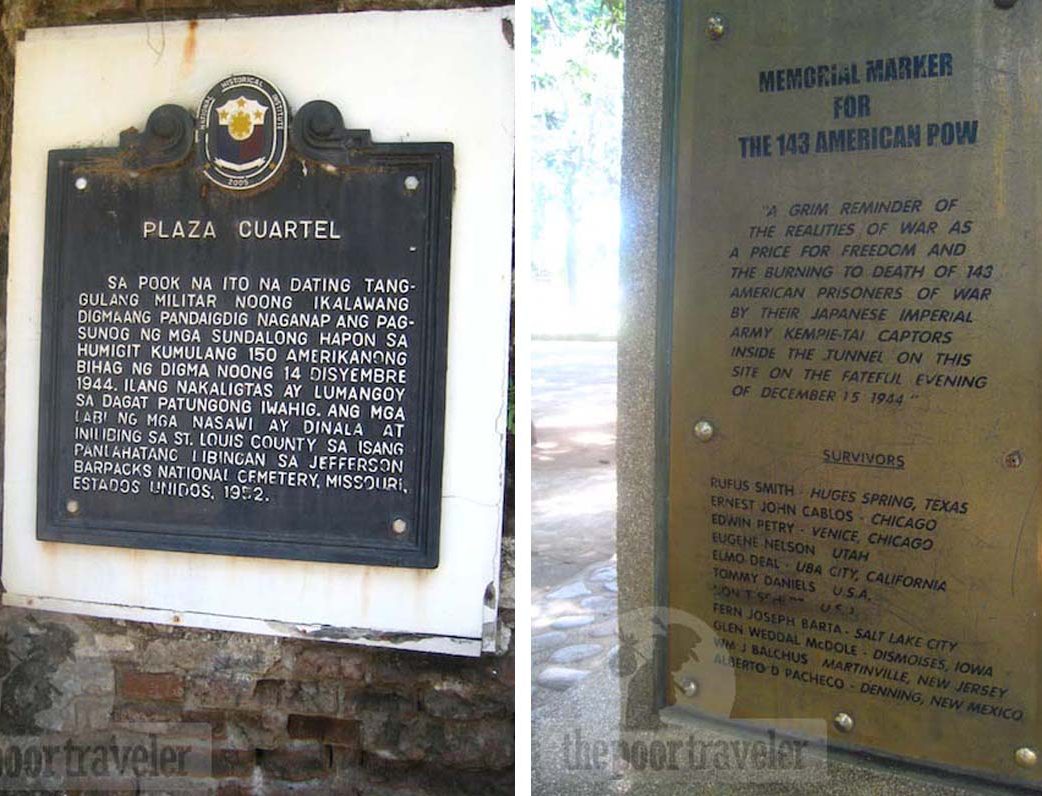 NATIONAL HISTORICAL INSTITUTE
2005
PLAZA CUARTEL
SA POOK NA ITO NA DATING TANG-
GULANG MILITAR NOONG IKALAWANG
DIGMAANG PANDAIGDIG NAGANAP ANG PAG-
SUNOG NG MGA SUNDALONG HAPON SA
HUMIGIT KUMULANG 150 AMERIKANONG
BIHAG NG DIGMA NOONG 14 DISYEMBRE
1944. ILANG NAKALIGTAS AY LUMANGOY
SA DAGAT PATUNGONG IWAHIG. ANG MGA
LABI NG MGA NASAWI AY DINALA AT
INILIBING SA ST. LOUIS COUNTY SA ISANG
PANLAHATANG LIBINGAN SA JEFFERSON
BARPACKS NATIONAL CEMETERY, MISSOURI,
ESTADOS UNIDOS, 1952.
poortraveler
MEMORIAL MARKER
FOR
THE 143 AMERICAN POW
"A GRIM REMINDER OF
THE REALITIES OF WAR AS
A PRICE FOR FREEDOM AND
THE BURNING TO DEATH OF 143
AMERICAN PRISONERS OF WAR
BY THEIR JAPANESE IMPERIAL
ARMY KEMPIE-TAI CAPTORS
INSIDE THE TUNNEL ON THIS
SITE ON THE FATEFUL EVENING
OF DECEMBER 15 1944"
SURVIVORS
RUFUS SMITH - HUGES SPRING, TEXAS
ERNEST JOHN CABLOS - CHICAGO
EDWIN PETRY - VENICE, CHICAGO
EUGENE NELSON UTAH
ELMO DEAL - UBA CITY, CALIFORNIA
TOMMY DANIELS U.S.A.
U.S.A.
FERN JOSEPH BARTA - SALT LAKE CITY
GLEN WEDDAL McDOLE - DISMOISES, IOWA
WM J BALCHUS MARTINVILLE, NEW JERSEY
ALBERTO D PACHECO - DENNING, NEW MEXICO
thepoortraveler